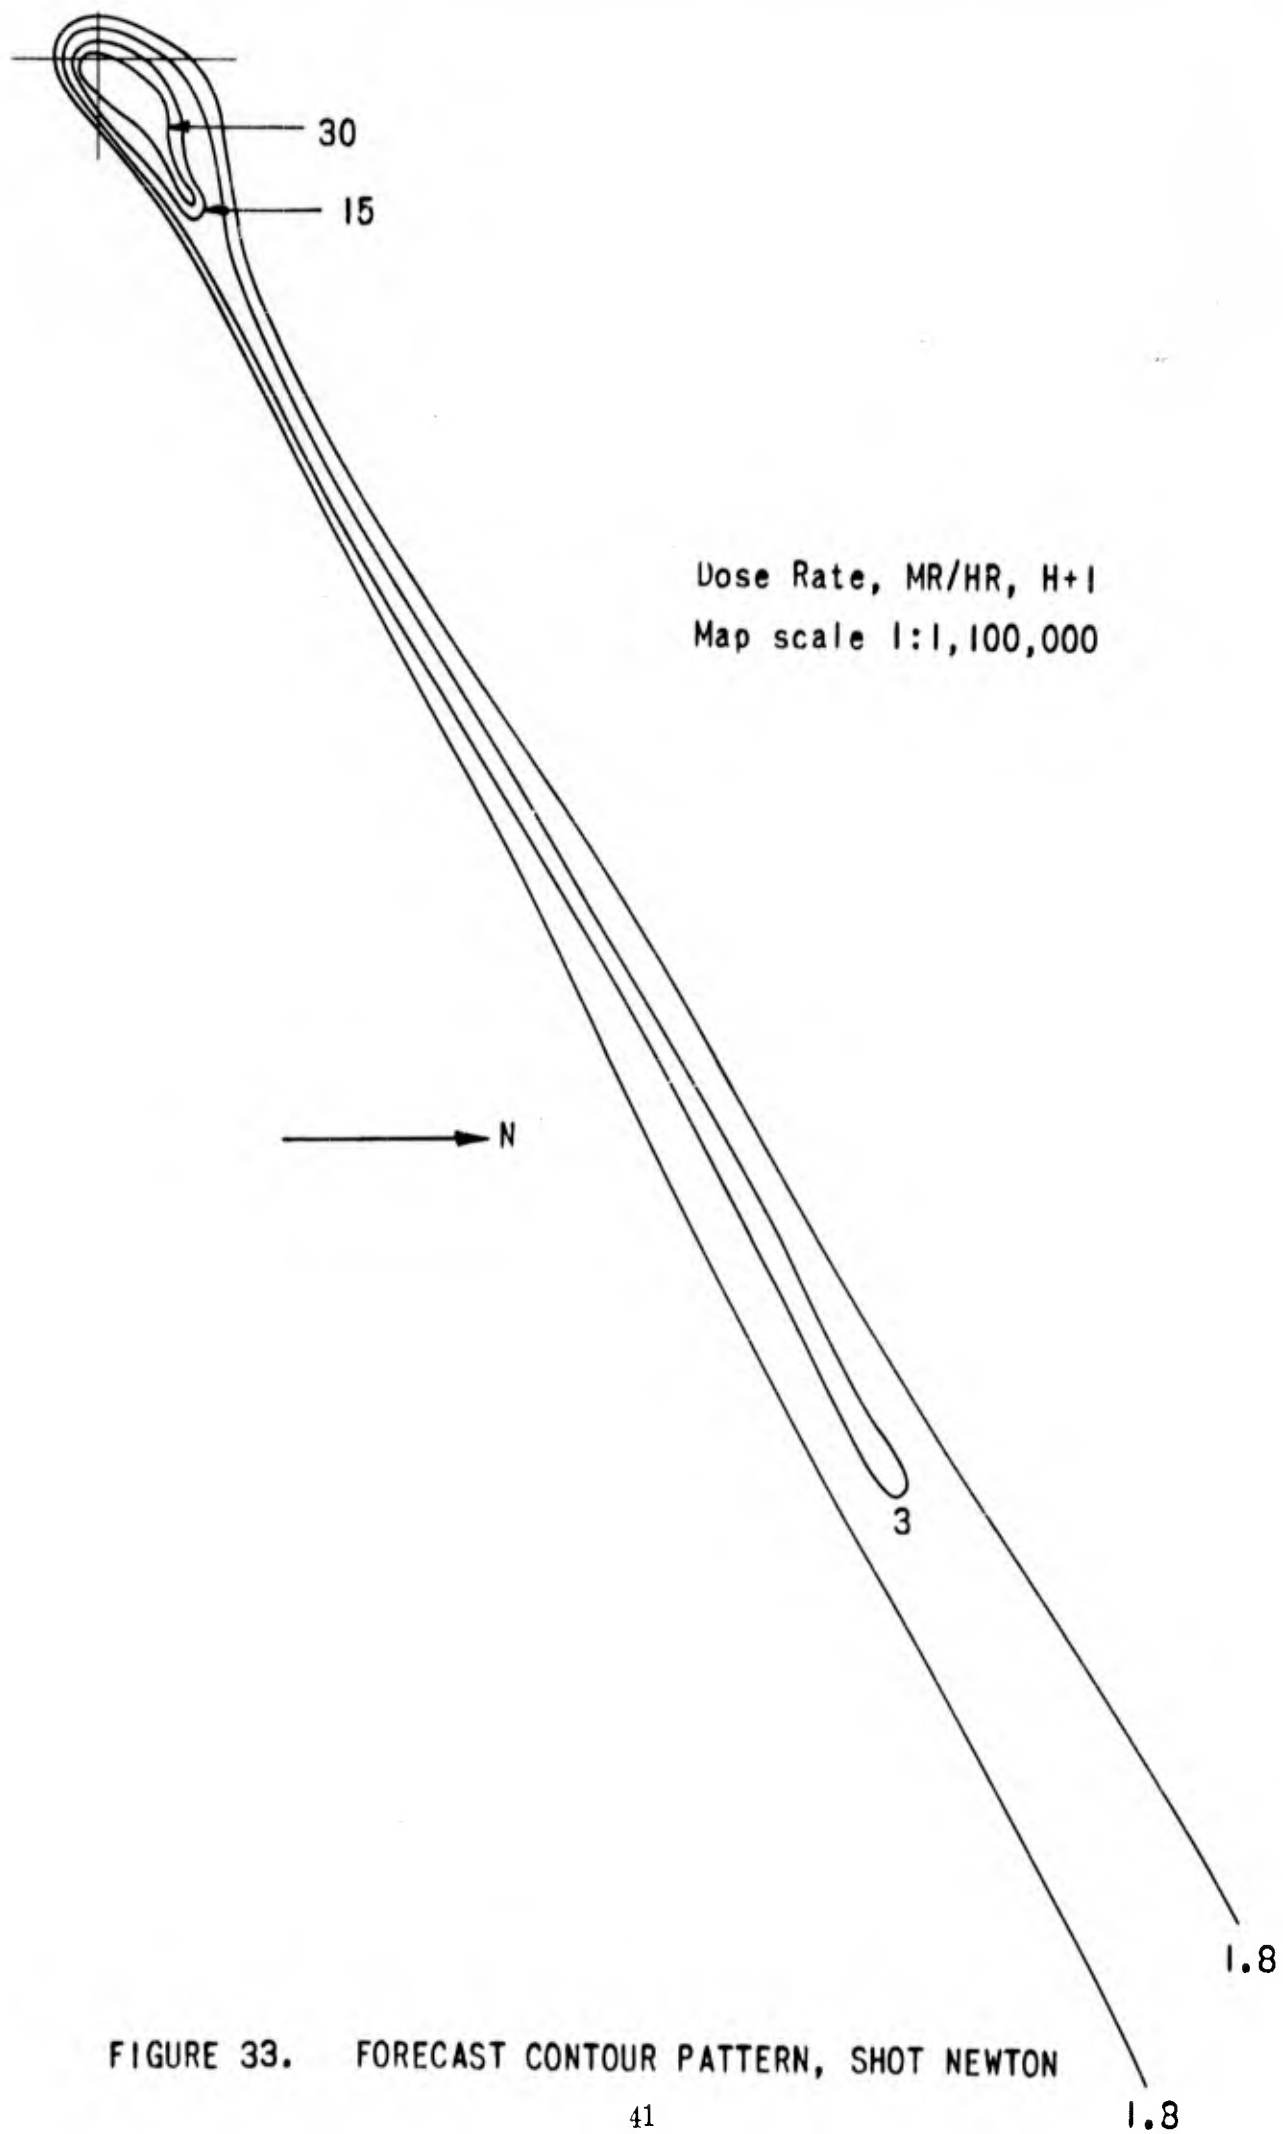 30
15
Dose Rate, MR/HR, H+1
Map scale 1:1,100,000
N
3
1.8
FIGURE 33. FORECAST CONTOUR PATTERN, SHOT NEWTON
1.8
41